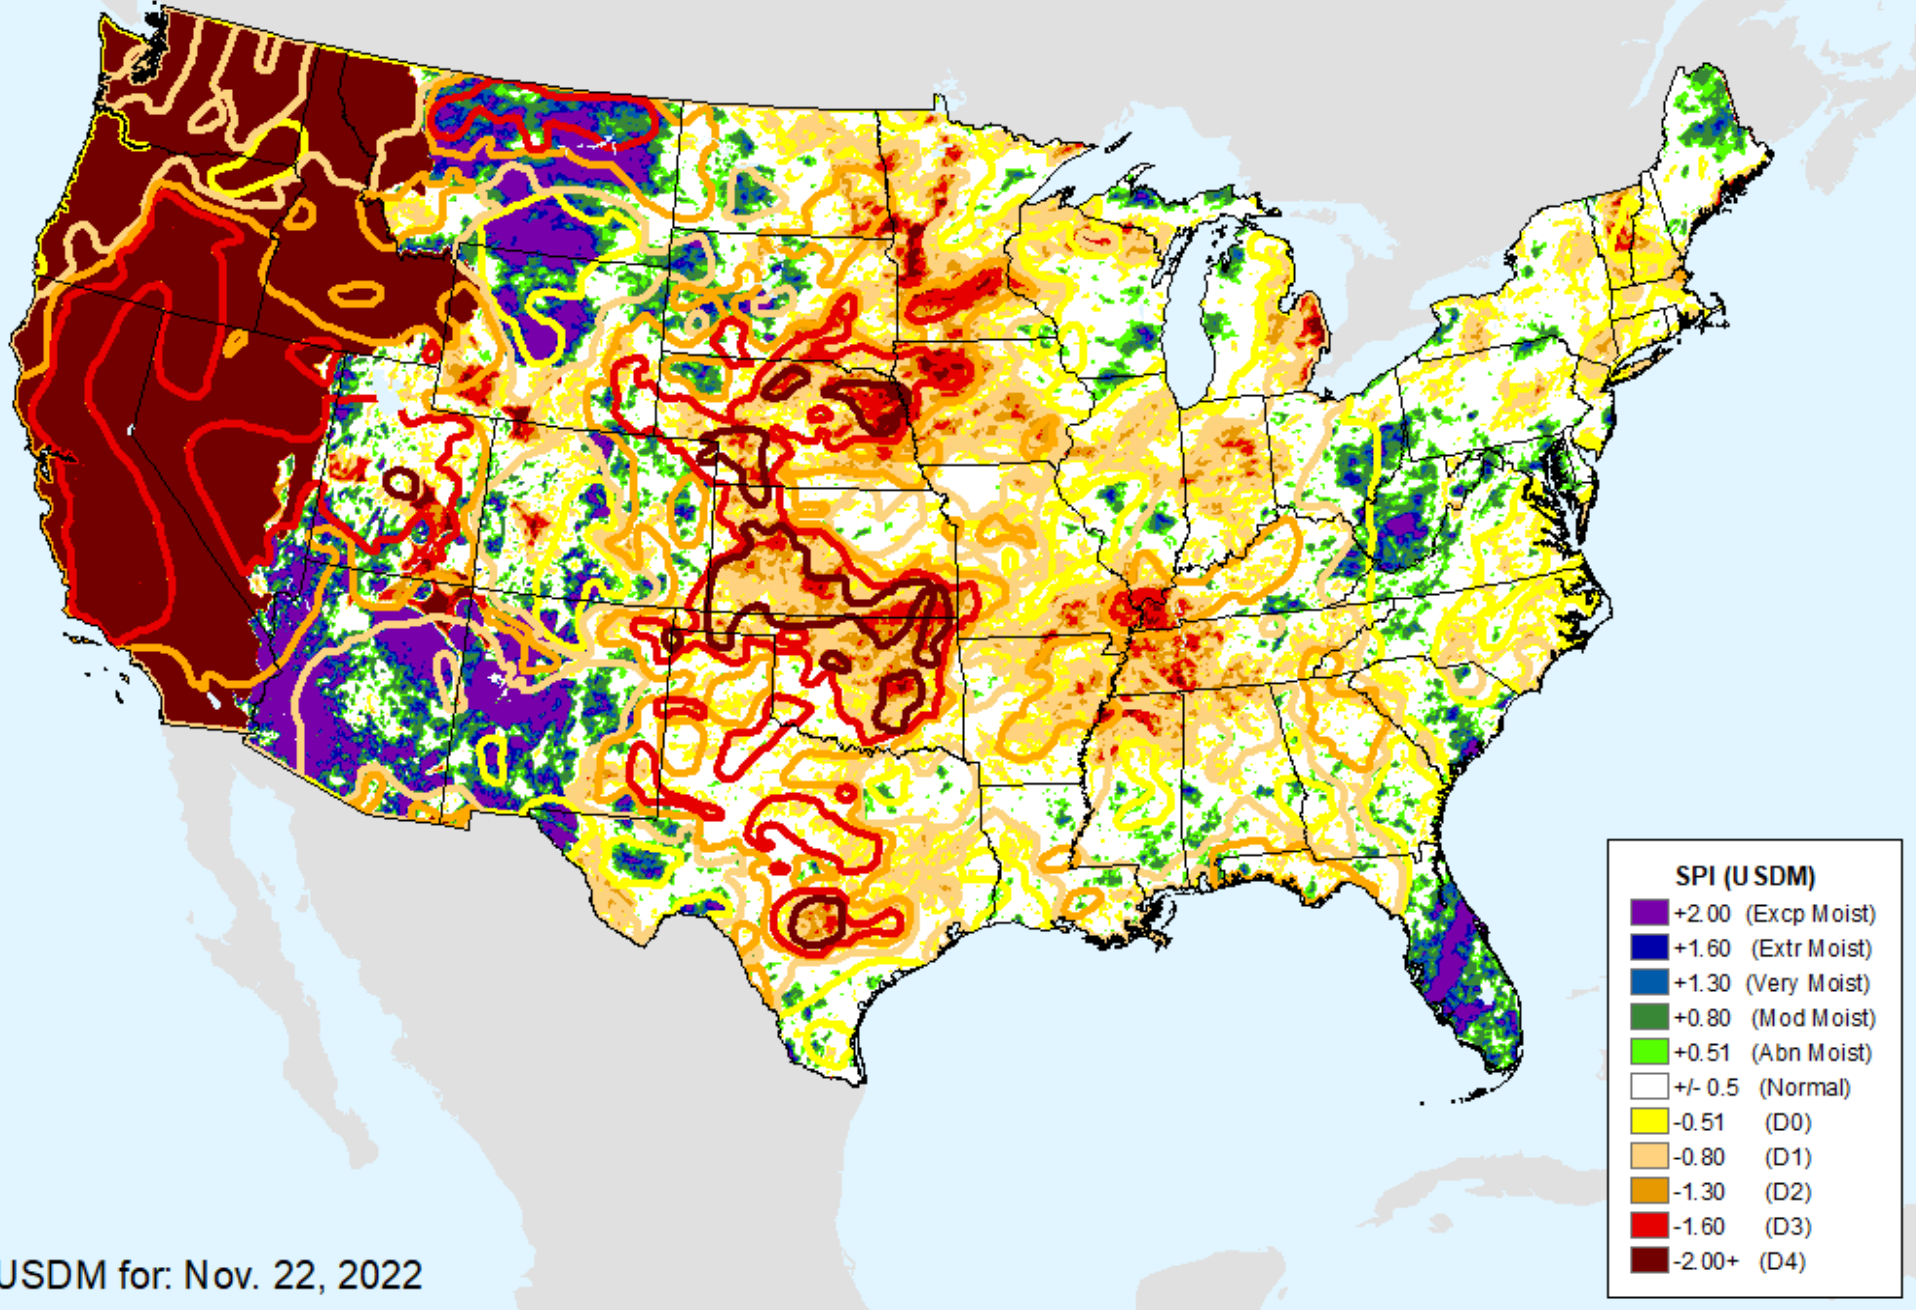 SPI (USDM)
+2.00 (Excp Moist)
+1.60 (Extr Moist)
+1.30 (Very Moist)
+0.80 (Mod Moist)
+0.51 (Abn Moist)
+/- 0.5 (Normal)
-0.51 (D0)
-0.80 (D1)
-1.30 (D2)
-1.60 (D3)
-2.00+ (D4)
USDM for: Nov. 22, 2022